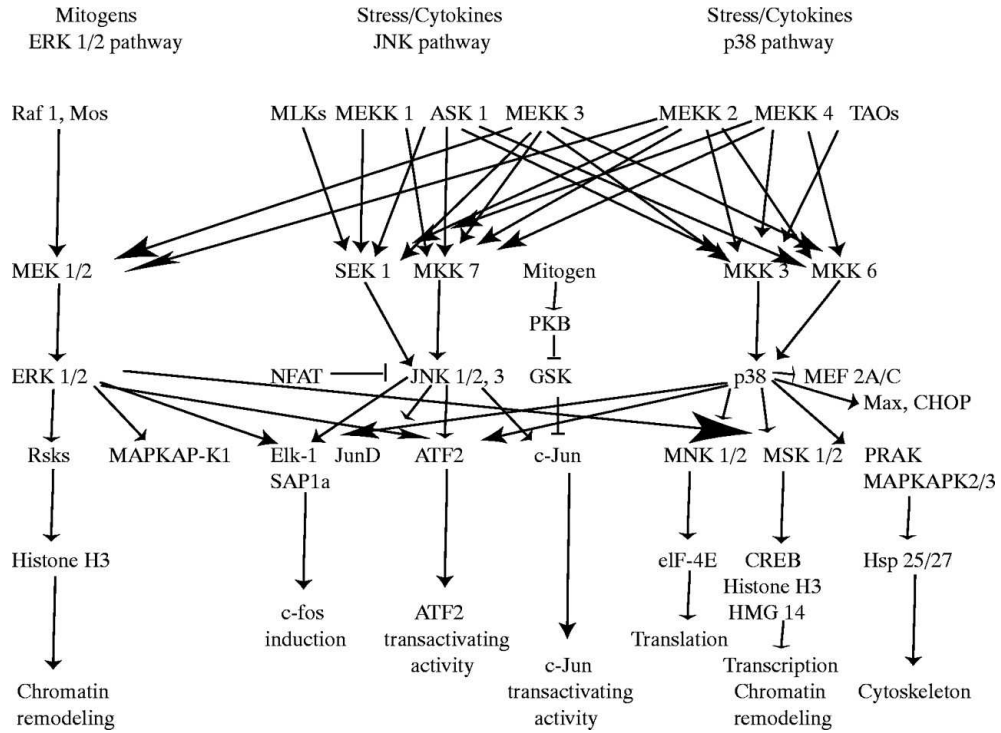 Mitogens
ERK 1/2 pathway
Stress/Cytokines
JNK pathway
Stress/Cytokines
p38 pathway
Raf 1, Mos
MLKs MEKK 1 ASK 1 MEKK 3
MEKK 2 MEKK 4 TAOs
MEK 1/2
SEK 1
MKK 7
Mitogen
MKK 3
MKK 6
PKB
ERK 1/2
NFAT
JNK 1/2, 3
GSK
p38
MEF 2A/C
Max, CHOP
Rsks
MAPKAP-K1
Elk-1
SAP1a
JunD
ATF2
c-Jun
MNK 1/2
MSK 1/2
PRAK
MAPKAPK2/3
Histone H3
elF-4E
CREB
Histone H3
HMG 14
Hsp 25/27
c-fos
induction
ATF2
transactivating
activity
Translation
c-Jun
transactivating
activity
Transcription
Chromatin
remodeling
Cytoskeleton
Chromatin
remodeling